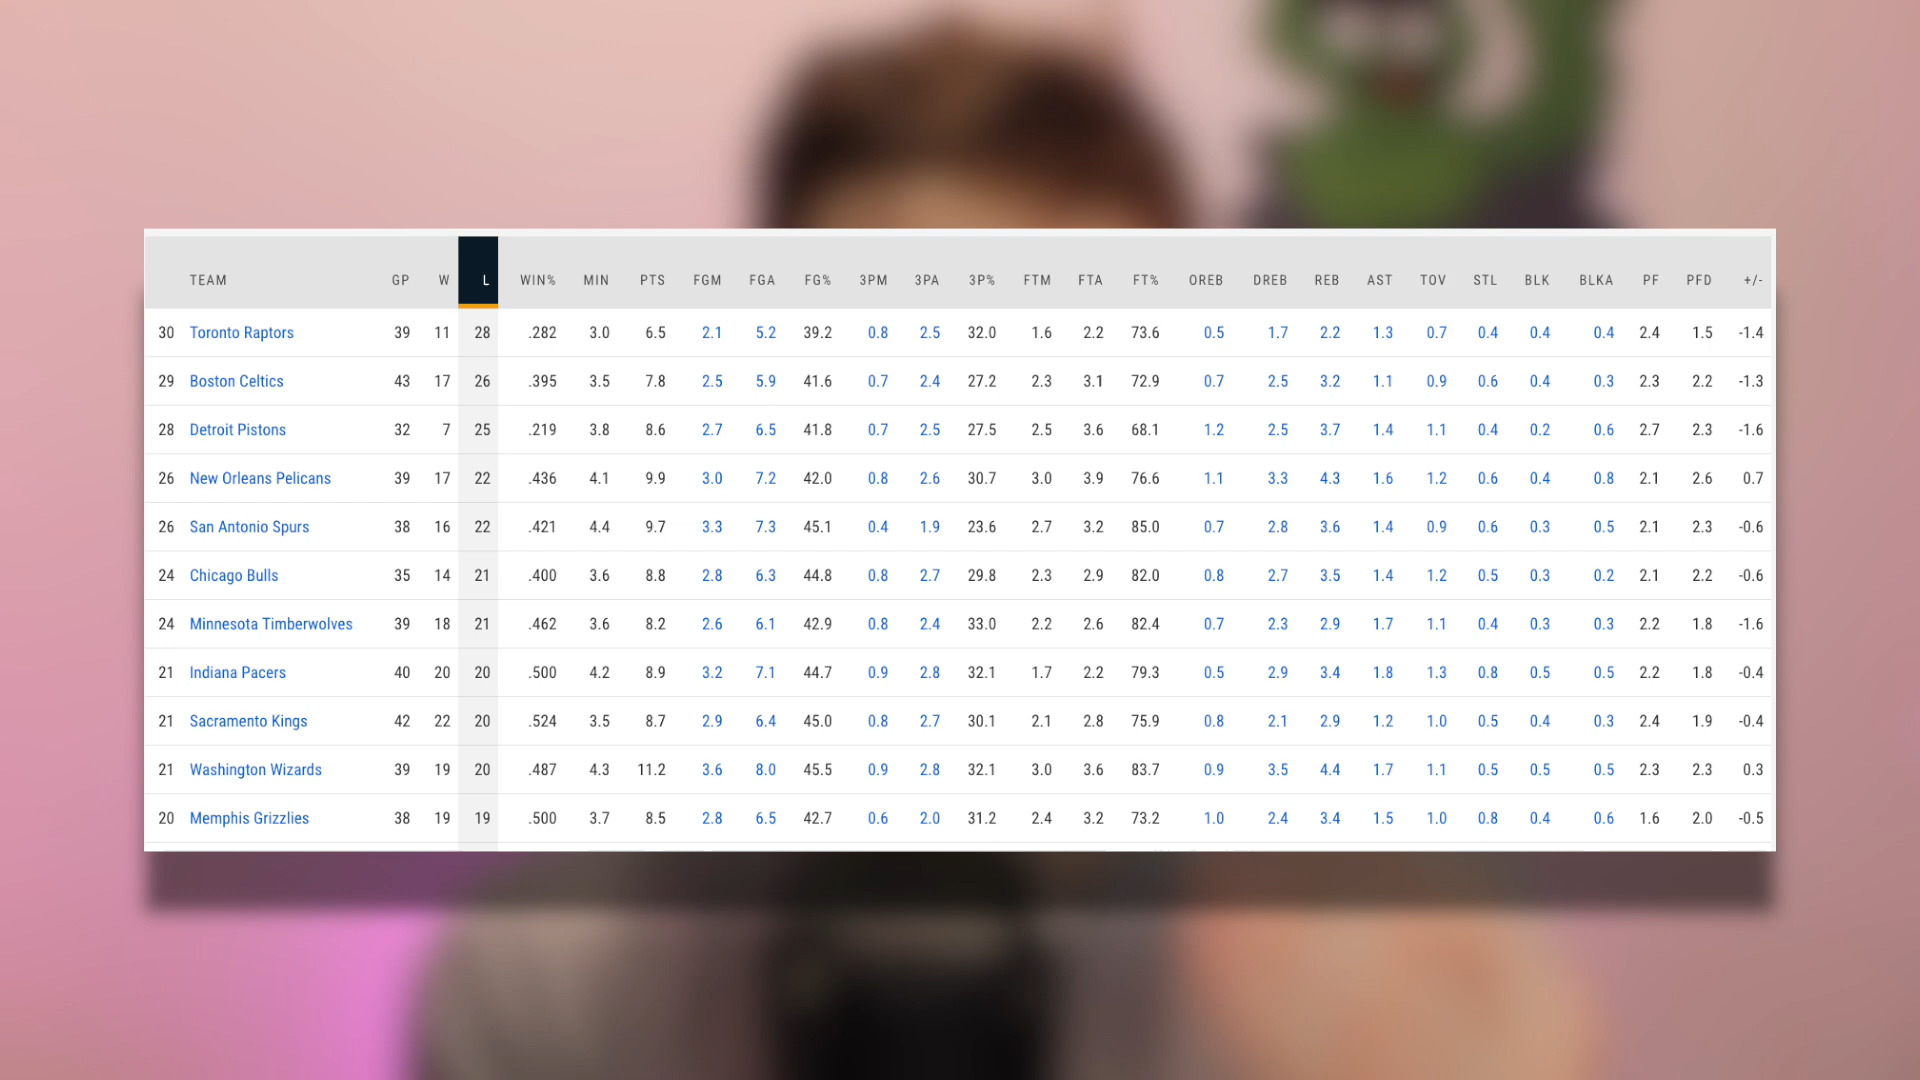 TEAM GP W L WIN% MIN PTS FGM FGA FG% 3PM 3PA 3P% FTM FTA FT% OREB DREB REB AST TOV STL BLK BLKA PF PFD +/-
30 Toronto Raptors 39 11 28 .282 3.0 6.5 2.1 5.2 39.2 0.8 2.5 32.0 1.6 2.2 73.6 0.5 1.7 2.2 1.3 0.7 0.4 0.4 0.4 2.4 1.5 -1.4
29 Boston Celtics 43 17 26 .395 3.5 7.8 2.5 5.9 41.6 0.7 2.4 27.2 2.3 3.1 72.9 0.7 2.5 3.2 1.1 0.9 0.6 0.4 0.3 2.3 2.2 -1.3
28 Detroit Pistons 32 7 25 .219 3.8 8.6 2.7 6.5 41.8 0.7 2.5 27.5 2.5 3.6 68.1 1.2 2.5 3.7 1.4 1.1 0.4 0.2 0.6 2.7 2.3 -1.6
26 New Orleans Pelicans 39 17 22 .436 4.1 9.9 3.0 7.2 42.0 0.8 2.6 30.7 3.0 3.9 76.6 1.1 3.3 4.3 1.6 1.2 0.6 0.4 0.8 2.1 2.6 0.7
26 San Antonio Spurs 38 16 22 .421 4.4 9.7 3.3 7.3 45.1 0.4 1.9 23.6 2.7 3.2 85.0 0.7 2.8 3.6 1.4 0.9 0.6 0.3 0.5 2.1 2.3 -0.6
24 Chicago Bulls 35 14 21 .400 3.6 8.8 2.8 6.3 44.8 0.8 2.7 29.8 2.3 2.9 82.0 0.8 2.7 3.5 1.4 1.2 0.5 0.3 0.2 2.1 2.2 -0.6
24 Minnesota Timberwolves 39 18 21 .462 3.6 8.2 2.6 6.1 42.9 0.8 2.4 33.0 2.2 2.6 82.4 0.7 2.3 2.9 1.7 1.1 0.4 0.3 0.3 2.2 1.8 -1.6
21 Indiana Pacers 40 20 20 .500 4.2 8.9 3.2 7.1 44.7 0.9 2.8 32.1 1.7 2.2 79.3 0.5 2.9 3.4 1.8 1.3 0.8 0.5 0.5 2.2 1.8 -0.4
21 Sacramento Kings 42 22 20 .524 3.5 8.7 2.9 6.4 45.0 0.8 2.7 30.1 2.1 2.8 75.9 0.8 2.1 2.9 1.2 1.0 0.5 0.4 0.3 2.4 1.9 -0.4
21 Washington Wizards 39 19 20 .487 4.3 11.2 3.6 8.0 45.5 0.9 2.8 32.1 3.0 3.6 83.7 0.9 3.5 4.4 1.7 1.1 0.5 0.5 0.5 2.3 2.3 0.3
20 Memphis Grizzlies 38 19 19 .500 3.7 8.5 2.8 6.5 42.7 0.6 2.0 31.2 2.4 3.2 73.2 1.0 2.4 3.4 1.5 1.0 0.8 0.4 0.6 1.6 2.0 -0.5